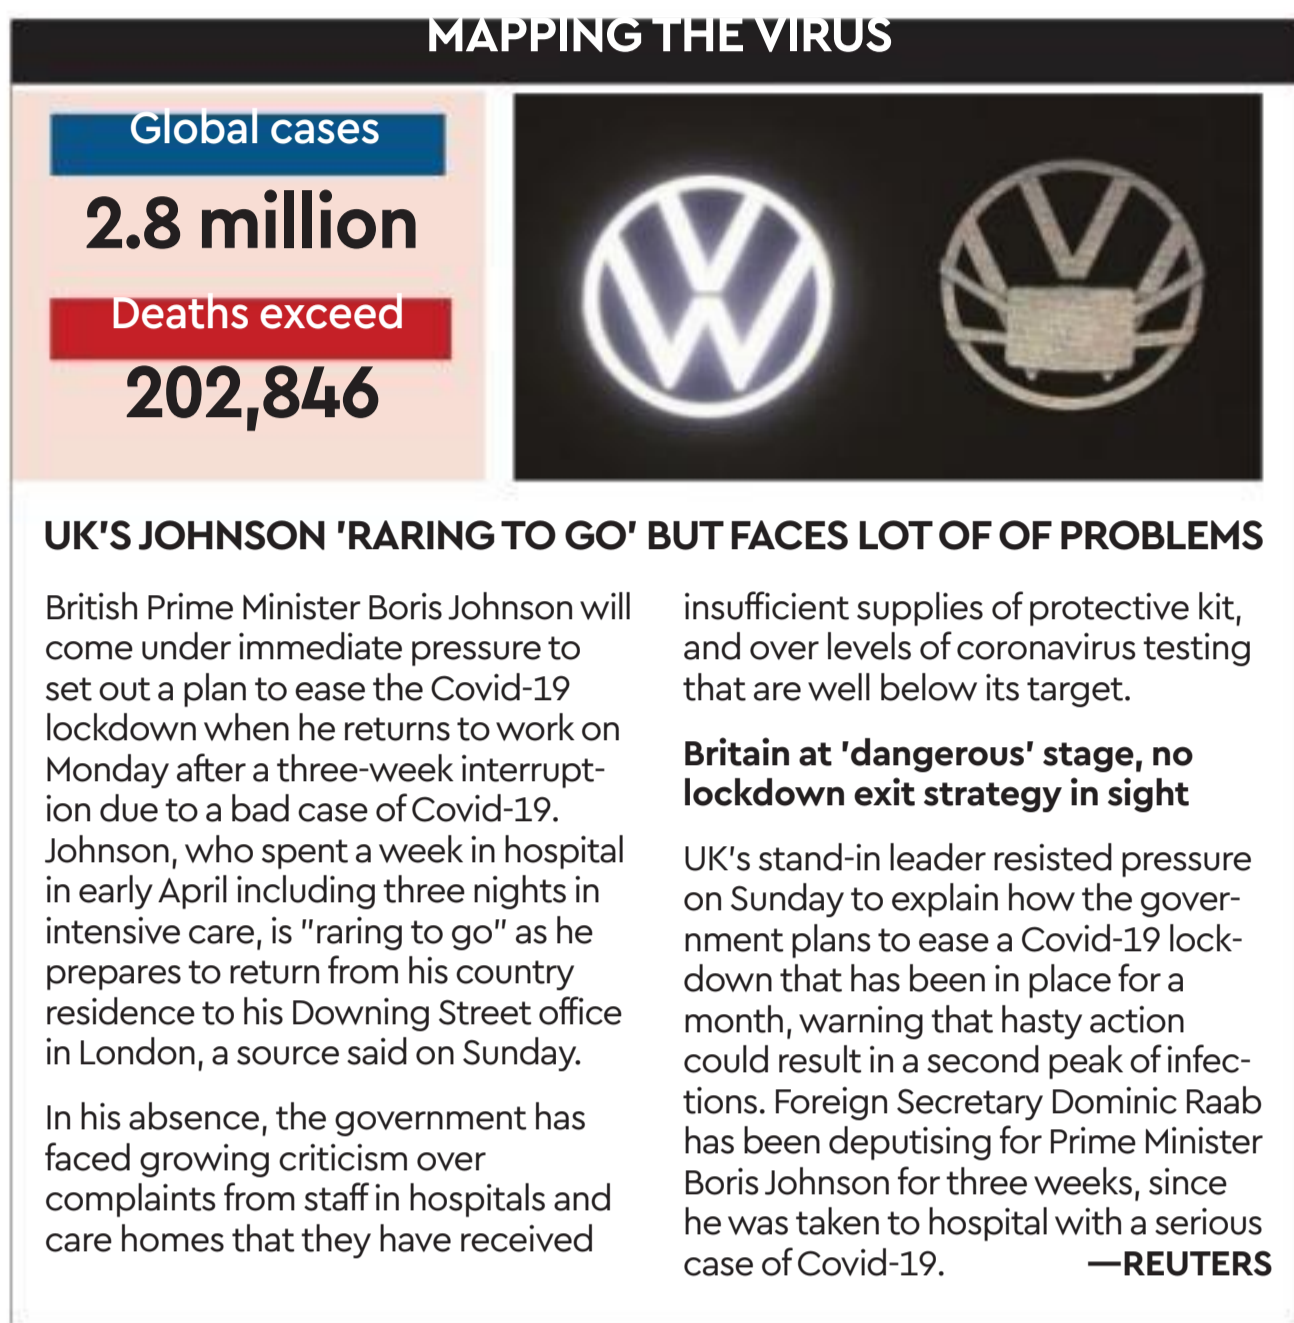 MAPPING THE VIRUS
Global cases
2.8 million
Deaths exceed
202,846
UK'S JOHNSON 'RARING TO GO' BUT FACES LOT OF OF PROBLEMS
British Prime Minister Boris Johnson will
come under immediate pressure to
set out a plan to ease the Covid-19
lockdown when he returns to work on
Monday after a three-week interrupt-
ion due to a bad case of Covid-19.
Johnson, who spent a week in hospital
in early April including three nights in
intensive care, is "raring to go" as he
prepares to return from his country
residence to his Downing Street office
in London, a source said on Sunday.
In his absence, the government has
faced growing criticism over
complaints from staff in hospitals and
care homes that they have received
insufficient supplies of protective kit,
and over levels of coronavirus testing
that are well below its target.
Britain at 'dangerous' stage, no
lockdown exit strategy in sight
UK's stand-in leader resisted pressure
on Sunday to explain how the gover-
nment plans to ease a Covid-19 lock-
down that has been in place for a
month, warning that hasty action
could result in a second peak of infec-
tions. Foreign Secretary Dominic Raab
has been deputising for Prime Minister
Boris Johnson for three weeks, since
he was taken to hospital with a serious
case of Covid-19. —REUTERS